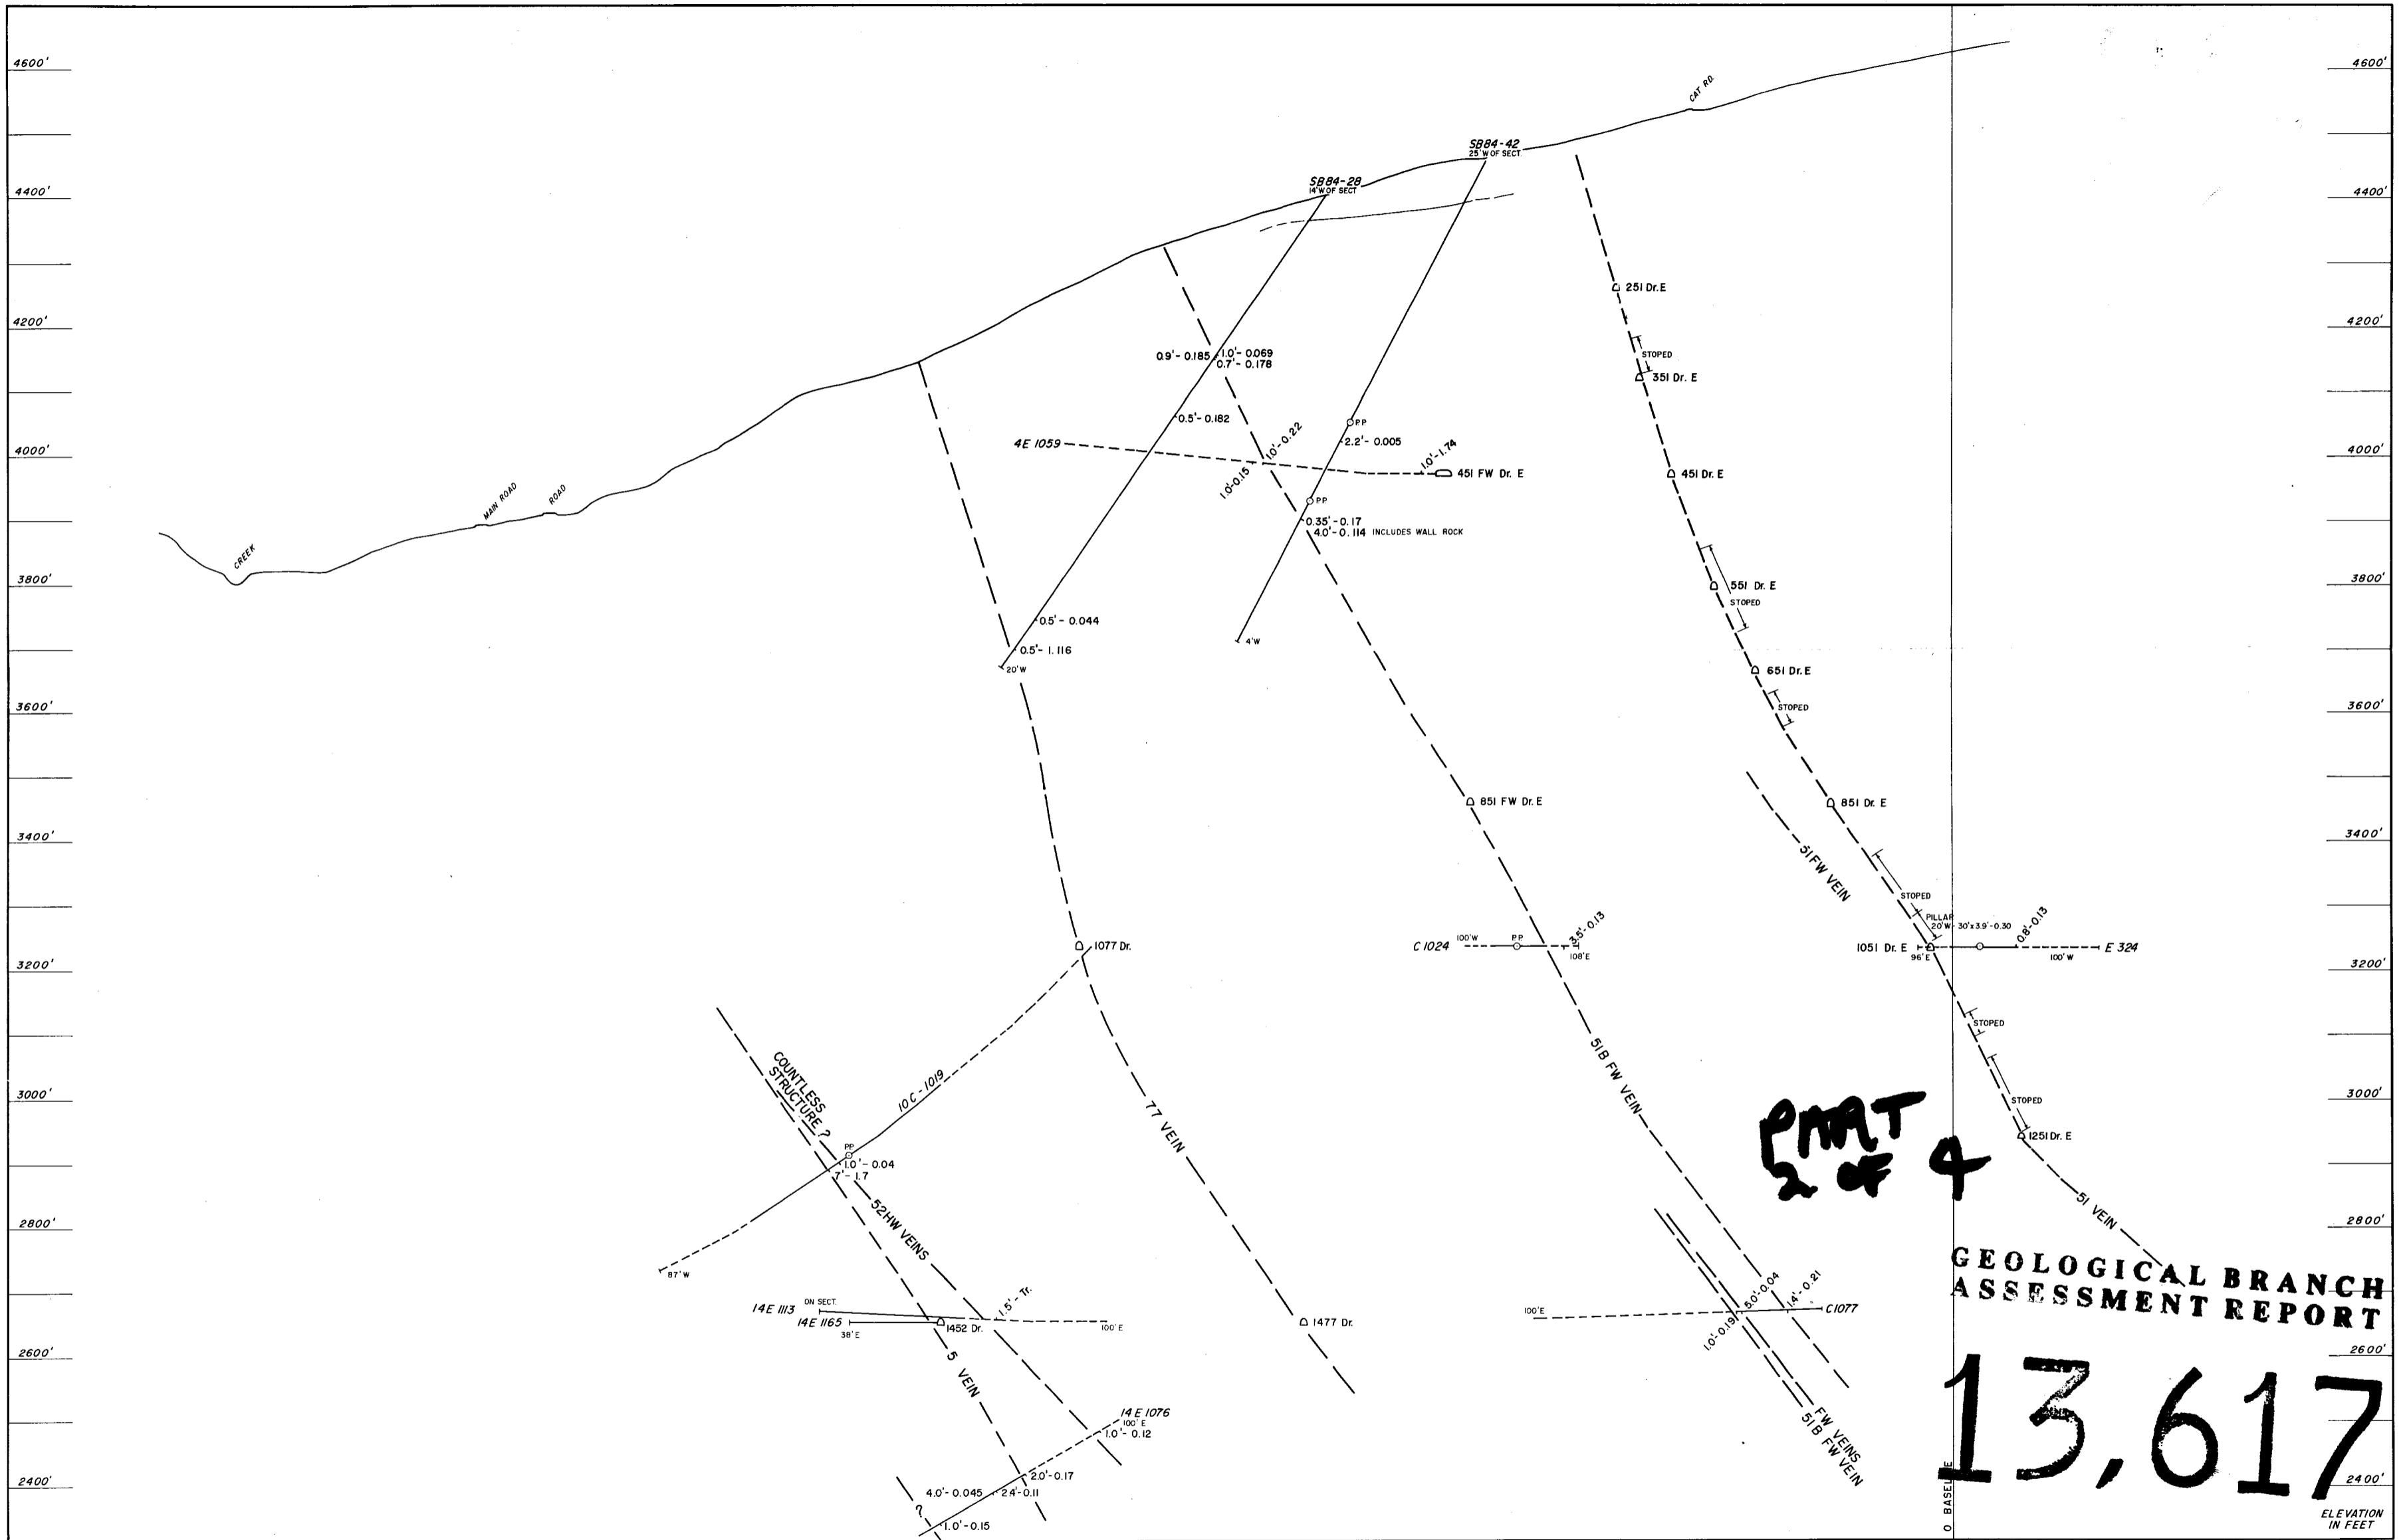 4600'
4600'
CAT RD.
SB84-42
25' W OF SECT.
SB84-28
14' W OF SECT
4400'
4400'
251 Dr. E
4200'
4200'
0.9' - 0.185
1.0' - 0.069
0.7' - 0.178
STOPED
351 Dr. E
0.5' - 0.182
P.P.
2.2' - 0.005
4E 1059
1.0' - 0.22
1.0' - 0.15
1.0' - 1.74
451 FW Dr. E
451 Dr. E
4000'
4000'
MAIN ROAD
ROAD
P.P.
0.35' - 0.17
4.0' - 0.114 INCLUDES WALL ROCK
CREEK
3800'
3800'
551 Dr. E
STOPED
0.5' - 0.044
4' W
0.5' - 1.116
20' W
651 Dr. E
STOPED
3600'
3600'
851 FW Dr. E
851 Dr. E
3400'
3400'
51 FW VEIN
STOPED
PILLAR
20' W - 30' x 3.9' - 0.30
0.8' - 0.13
1077 Dr.
C 1024
100' W
P.P.
3.5' - 0.13
108' E
1051 Dr. E
96' E
100' W
E 324
3200'
3200'
STOPED
COUNTLESS
STRUCTURE ?
10C - 1019
77 VEIN
51B FW VEIN
STOPED
3000'
3000'
1251 Dr. E
PART
2 OF 4
P.P.
1.0' - 0.04
7' - 1.7
52HW VEINS
51 VEIN
2800'
2800'
87' W
GEOLOGICAL BRANCH
ASSESSMENT REPORT
14E 1113
ON SECT.
1.5' - Tr.
14E 1165
38' E
1452 Dr.
100' E
1477 Dr.
100' E
5.0' - 0.04
1.4' - 0.21
C 1077
1.0' - 0.19
2600'
2600'
5 VEIN
13,617
14 E 1076
100' E
1.0' - 0.12
FW VEINS
51B FW VEIN
2400'
2400'
2.0' - 0.17
4.0' - 0.045
2.4' - 0.11
?
1.0' - 0.15
0 BASELINE
ELEVATION
IN FEET